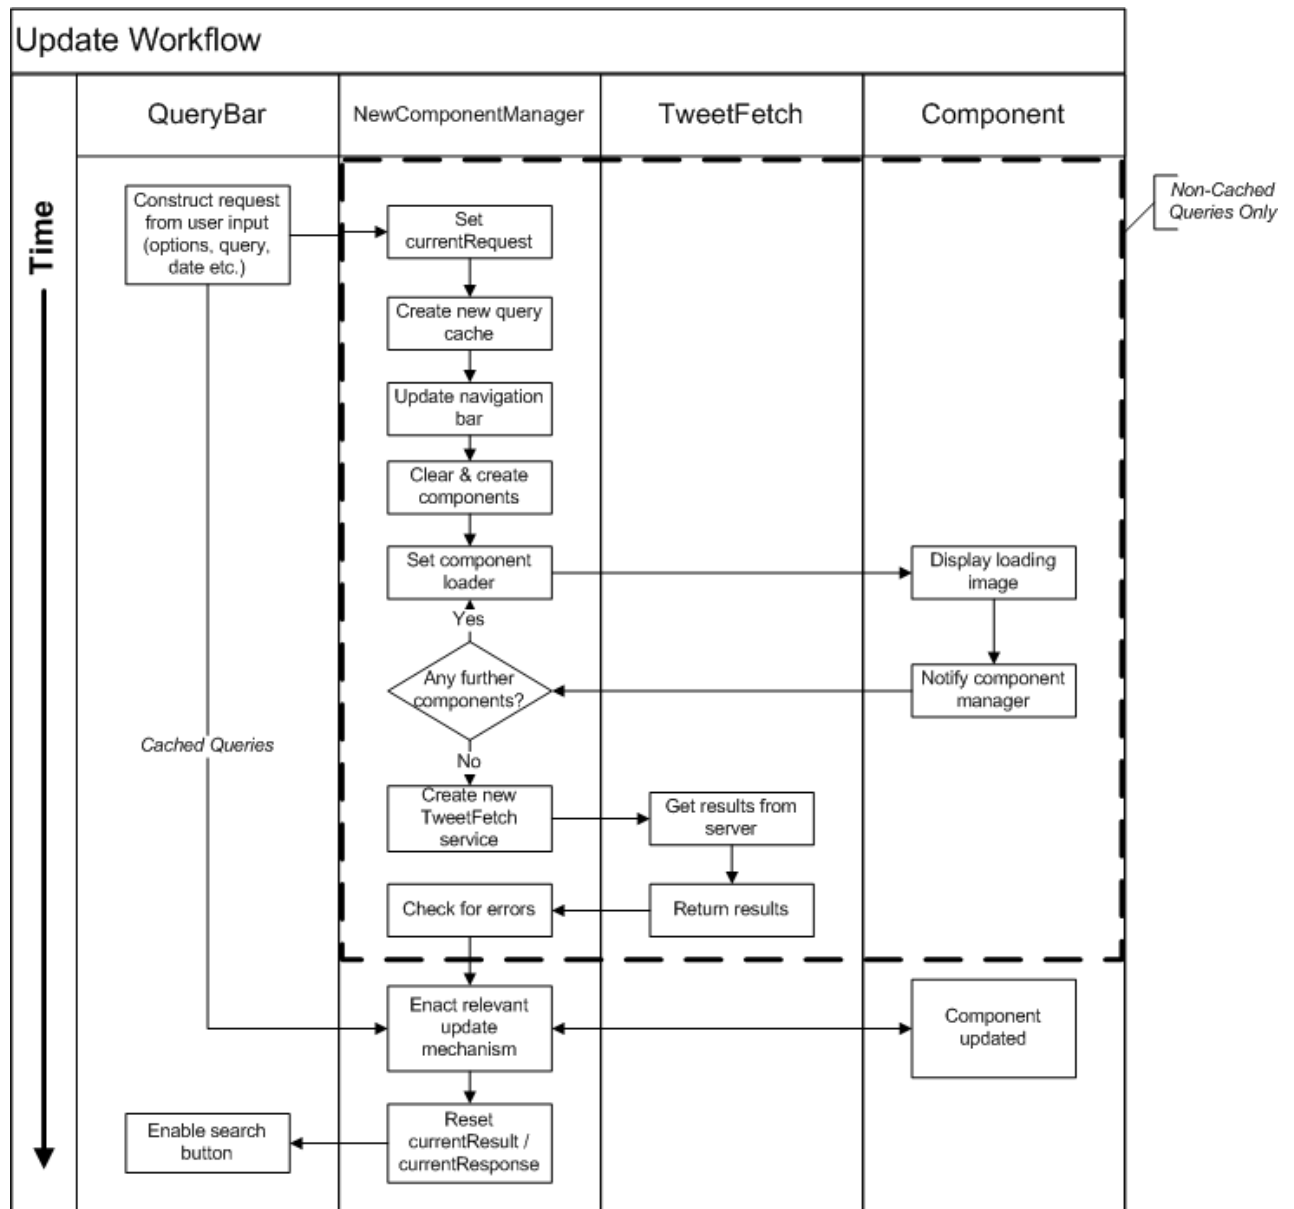 Update Workflow
QueryBar
NewComponentManager
TweetFetch
Component
Time
Non-Cached
Queries Only
Construct request
from user input
(options, query,
date etc.)
Set
currentRequest
Create new query
cache
Update navigation
bar
Clear & create
components
Set component
loader
Display loading
image
Yes
Any further
components?
Notify component
manager
Cached Queries
No
Create new
TweetFetch
service
Get results from
server
Check for errors
Return results
Enact relevant
update
mechanism
Component
updated
Enable search
button
Reset
currentResult /
currentResponse